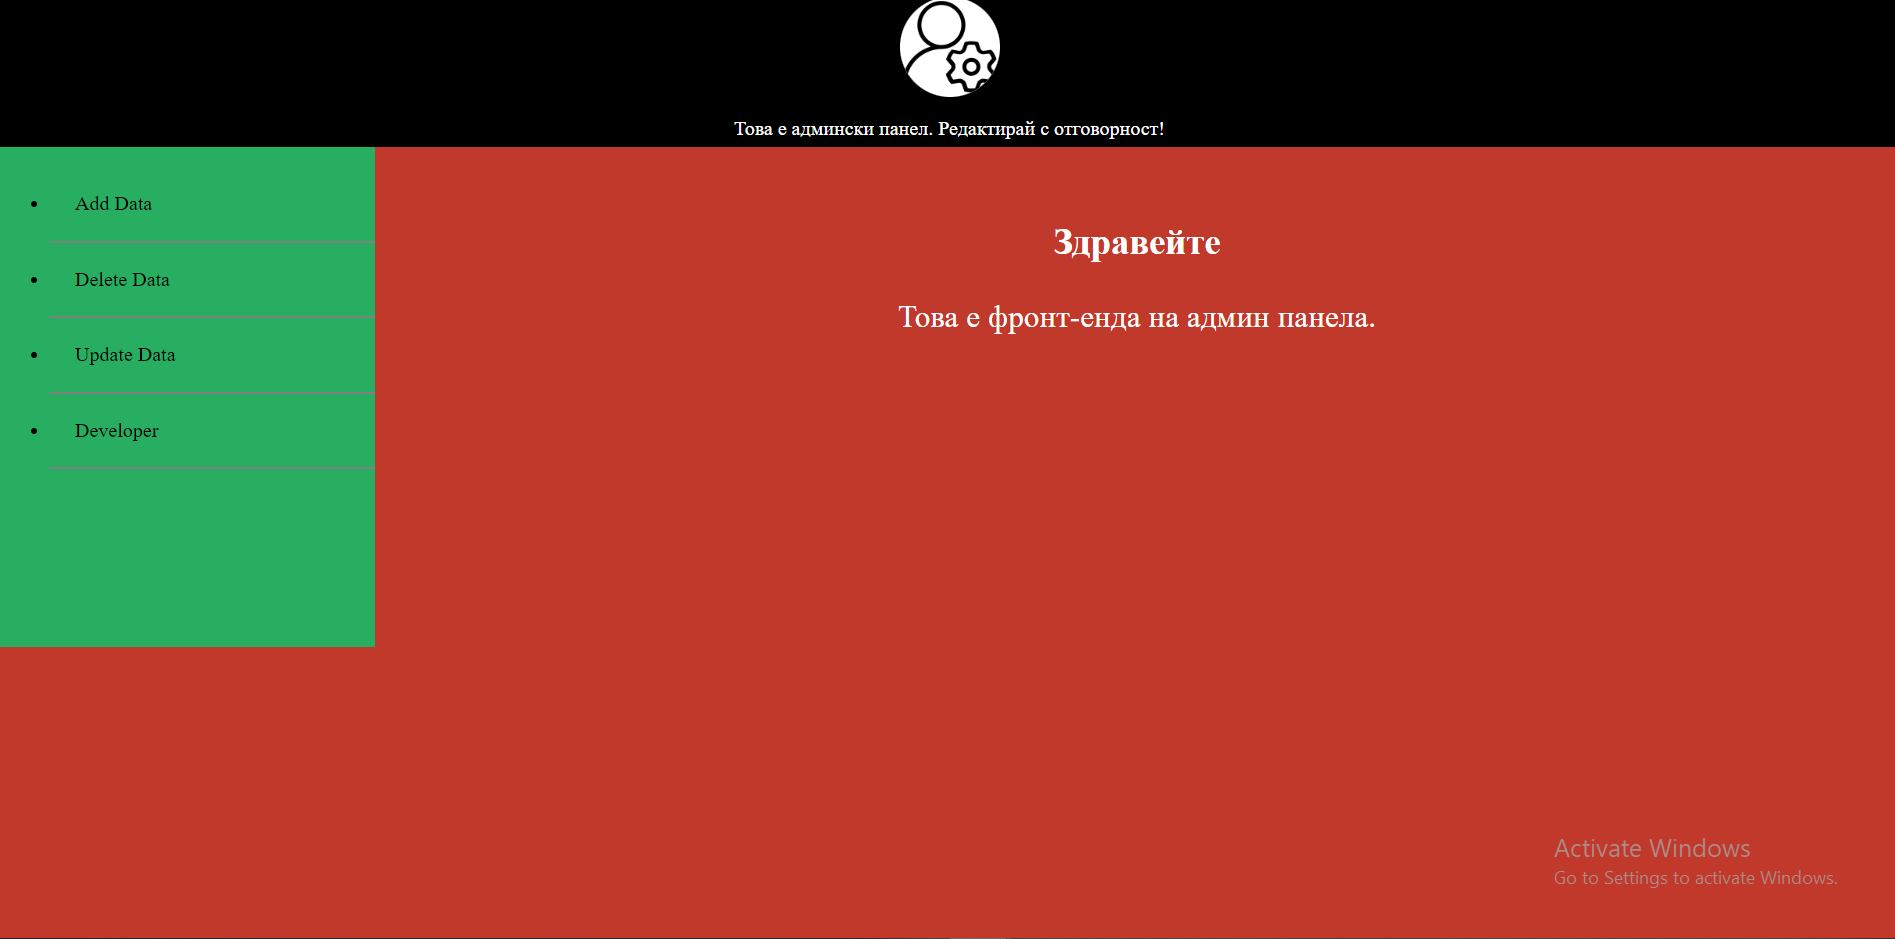 Това е админски панел. Редактирай с отговорност!
Add Data
Delete Data
Update Data
Developer
Здравейте
Това е фронт-енда на админ панела.
Activate Windows
Go to Settings to activate Windows.